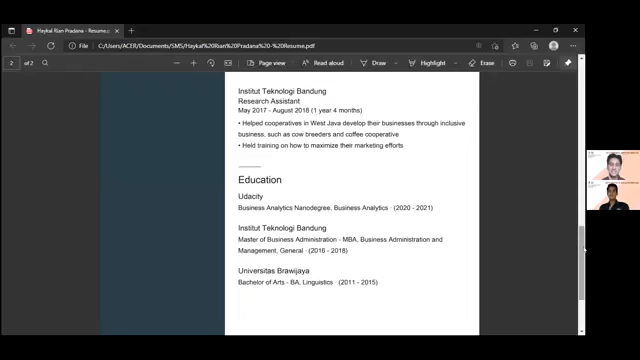 Haykal Rian Pradana - Resume.pdf
File
C:/Users/ACER/Documents/SMS/Haykal%20Rian%20Pradana%20-%20Resume.pdf
2
of 2
Page view
Read aloud
Draw
Highlight
Erase
Institut Teknologi Bandung
Research Assistant
May 2017 - August 2018 (1 year 4 months)
• Helped cooperatives in West Java develop their businesses through inclusive
business, such as cow breeders and coffee cooperative
• Held training on how to maximize their marketing efforts
Education
Udacity
Business Analytics Nanodegree, Business Analytics · (2020 - 2021)
Institut Teknologi Bandung
Master of Business Administration - MBA, Business Administration and
Management, General · (2016 - 2018)
Universitas Brawijaya
Bachelor of Arts - BA, Linguistics · (2011 - 2015)